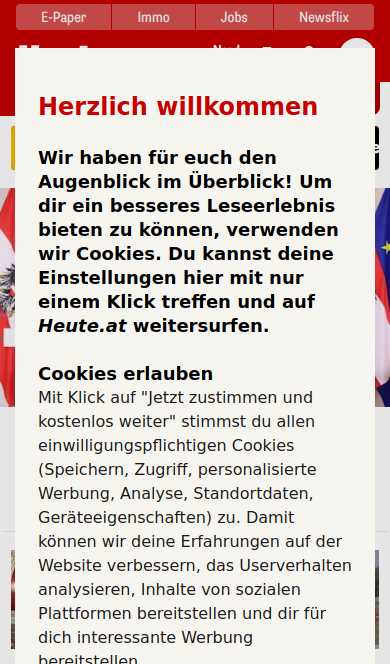 E-Paper
Immo
Jobs
Newsflix
Herzlich willkommen
Wir haben für euch den
Augenblick im Überblick! Um
dir ein besseres Leseerlebnis
bieten zu können, verwenden
wir Cookies. Du kannst deine
Einstellungen hier mit nur
einem Klick treffen und auf
Heute.at weitersurfen.
Cookies erlauben
Mit Klick auf "Jetzt zustimmen und
kostenlos weiter" stimmst du allen
einwilligungspflichtigen Cookies
(Speichern, Zugriff, personalisierte
Werbung, Analyse, Standortdaten,
Geräteeigenschaften) zu. Damit
können wir deine Erfahrungen auf der
Website verbessern, das Userverhalten
analysieren, Inhalte von sozialen
Plattformen bereitstellen und dir für
dich interessante Werbung
bereitstellen